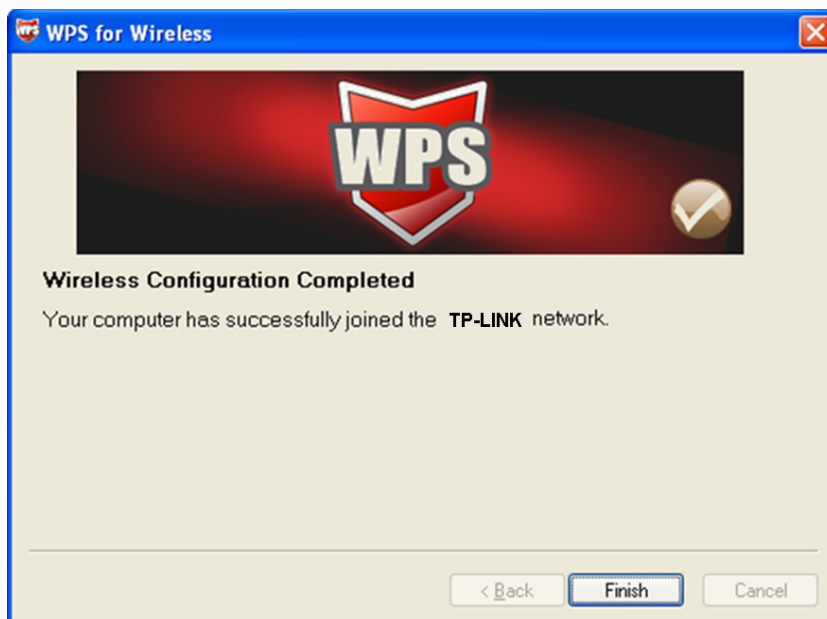 WPS for Wireless
WPS
Wireless Configuration Completed
Your computer has successfully joined the TP-LINK network.
< Back Finish Cancel